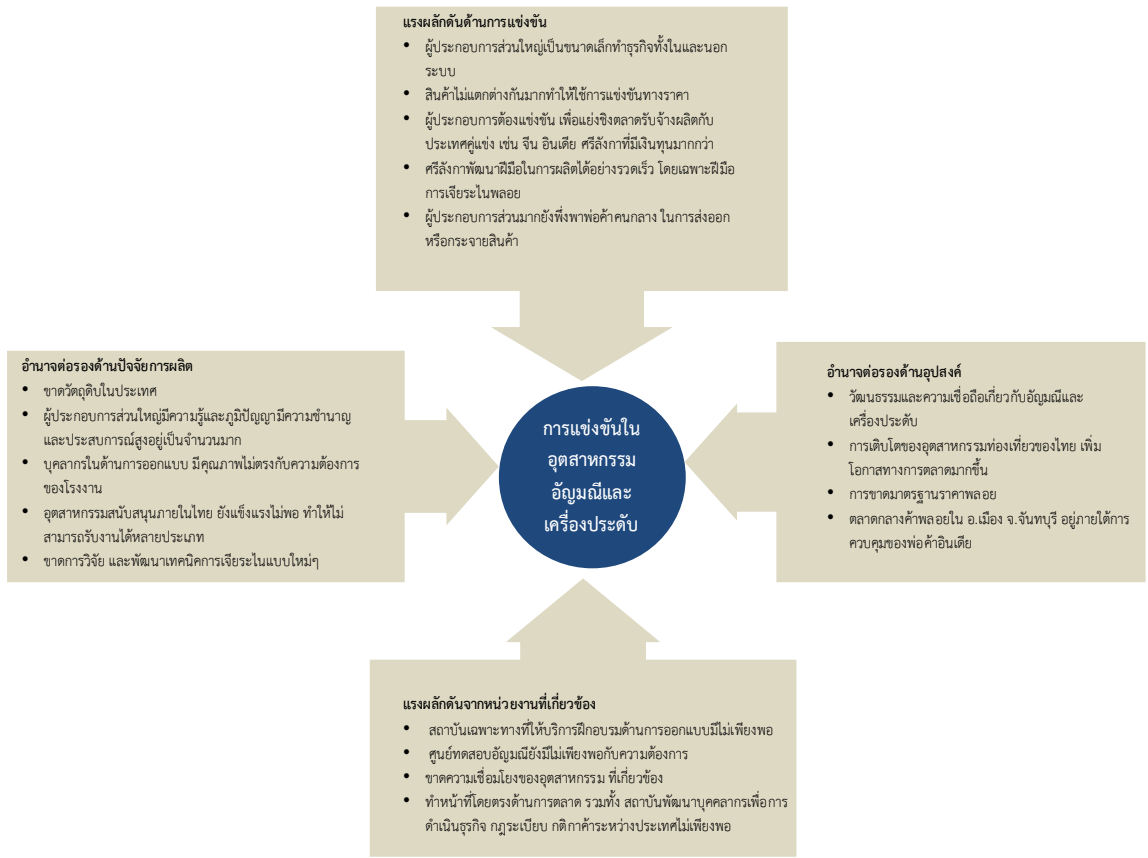 แรงผลักดันด้านการแข่งขัน
• ผู้ประกอบการส่วนใหญ่เป็นขนาดเล็กทำธุรกิจทั้งในและนอก
ระบบ
• สินค้าไม่แตกต่างกันมากทำให้ใช้การแข่งขันทางราคา
• ผู้ประกอบการต้องแข่งขัน เพื่อแย่งชิงตลาดรับจ้างผลิตกับ
ประเทศคู่แข่ง เช่น จีน อินเดีย ศรีลังกาที่มีเงินทุนมากกว่า
• ศรีลังกาพัฒนาฝีมือในการผลิตได้อย่างรวดเร็ว โดยเฉพาะฝีมือ
การเจียระไนพลอย
• ผู้ประกอบการส่วนมากยังพึ่งพาพ่อค้าคนกลาง ในการส่งออก
หรือกระจายสินค้า
อำนาจต่อรองด้านปัจจัยการผลิต
• ขาดวัตถุดิบในประเทศ
• ผู้ประกอบการส่วนใหญ่มีความรู้และภูมิปัญญามีความชำนาญ
และประสบการณ์สูงอยู่เป็นจำนวนมาก
• บุคลากรในด้านการออกแบบ มีคุณภาพไม่ตรงกับความต้องการ
ของโรงงาน
• อุตสาหกรรมสนับสนุนภายในไทย ยังแข็งแรงไม่พอ ทำให้ไม่
สามารถรับงานได้หลายประเภท
• ขาดการวิจัย และพัฒนาเทคนิคการเจียระไนแบบใหม่ๆ
การแข่งขันใน
อุตสาหกรรม
อัญมณีและ
เครื่องประดับ
อำนาจต่อรองด้านอุปสงค์
• วัฒนธรรมและความเชื่อถือเกี่ยวกับอัญมณีและ
เครื่องประดับ
• การเติบโตของอุตสาหกรรมท่องเที่ยวของไทย เพิ่ม
โอกาสทางการตลาดมากขึ้น
• การขาดมาตรฐานราคาพลอย
• ตลาดกลางค้าพลอยใน อ.เมือง จ.จันทบุรี อยู่ภายใต้การ
ควบคุมของพ่อค้าอินเดีย
แรงผลักดันจากหน่วยงานที่เกี่ยวข้อง
• สถาบันเฉพาะทางที่ให้บริการฝึกอบรมด้านการออกแบบมีไม่เพียงพอ
• ศูนย์ทดสอบอัญมณียังมีไม่เพียงพอกับความต้องการ
• ขาดความเชื่อมโยงของอุตสาหกรรม ที่เกี่ยวข้อง
• ทำหน้าที่โดยตรงด้านการตลาด รวมทั้ง สถาบันพัฒนาบุคคลากรเพื่อการ
ดำเนินธุรกิจ กฎระเบียบ กติกาค้าระหว่างประเทศไม่เพียงพอ